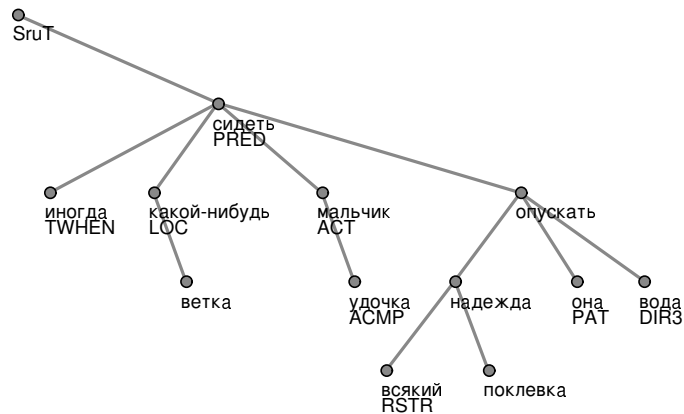 SruT
сидеть
PRED
иногда
TWHEN
какой-нибудь
LOC
мальчик
ACT
опускать
ветка
удочка
ACMP
надежда
она
PAT
вода
DIR3
всякий
RSTR
поклевка